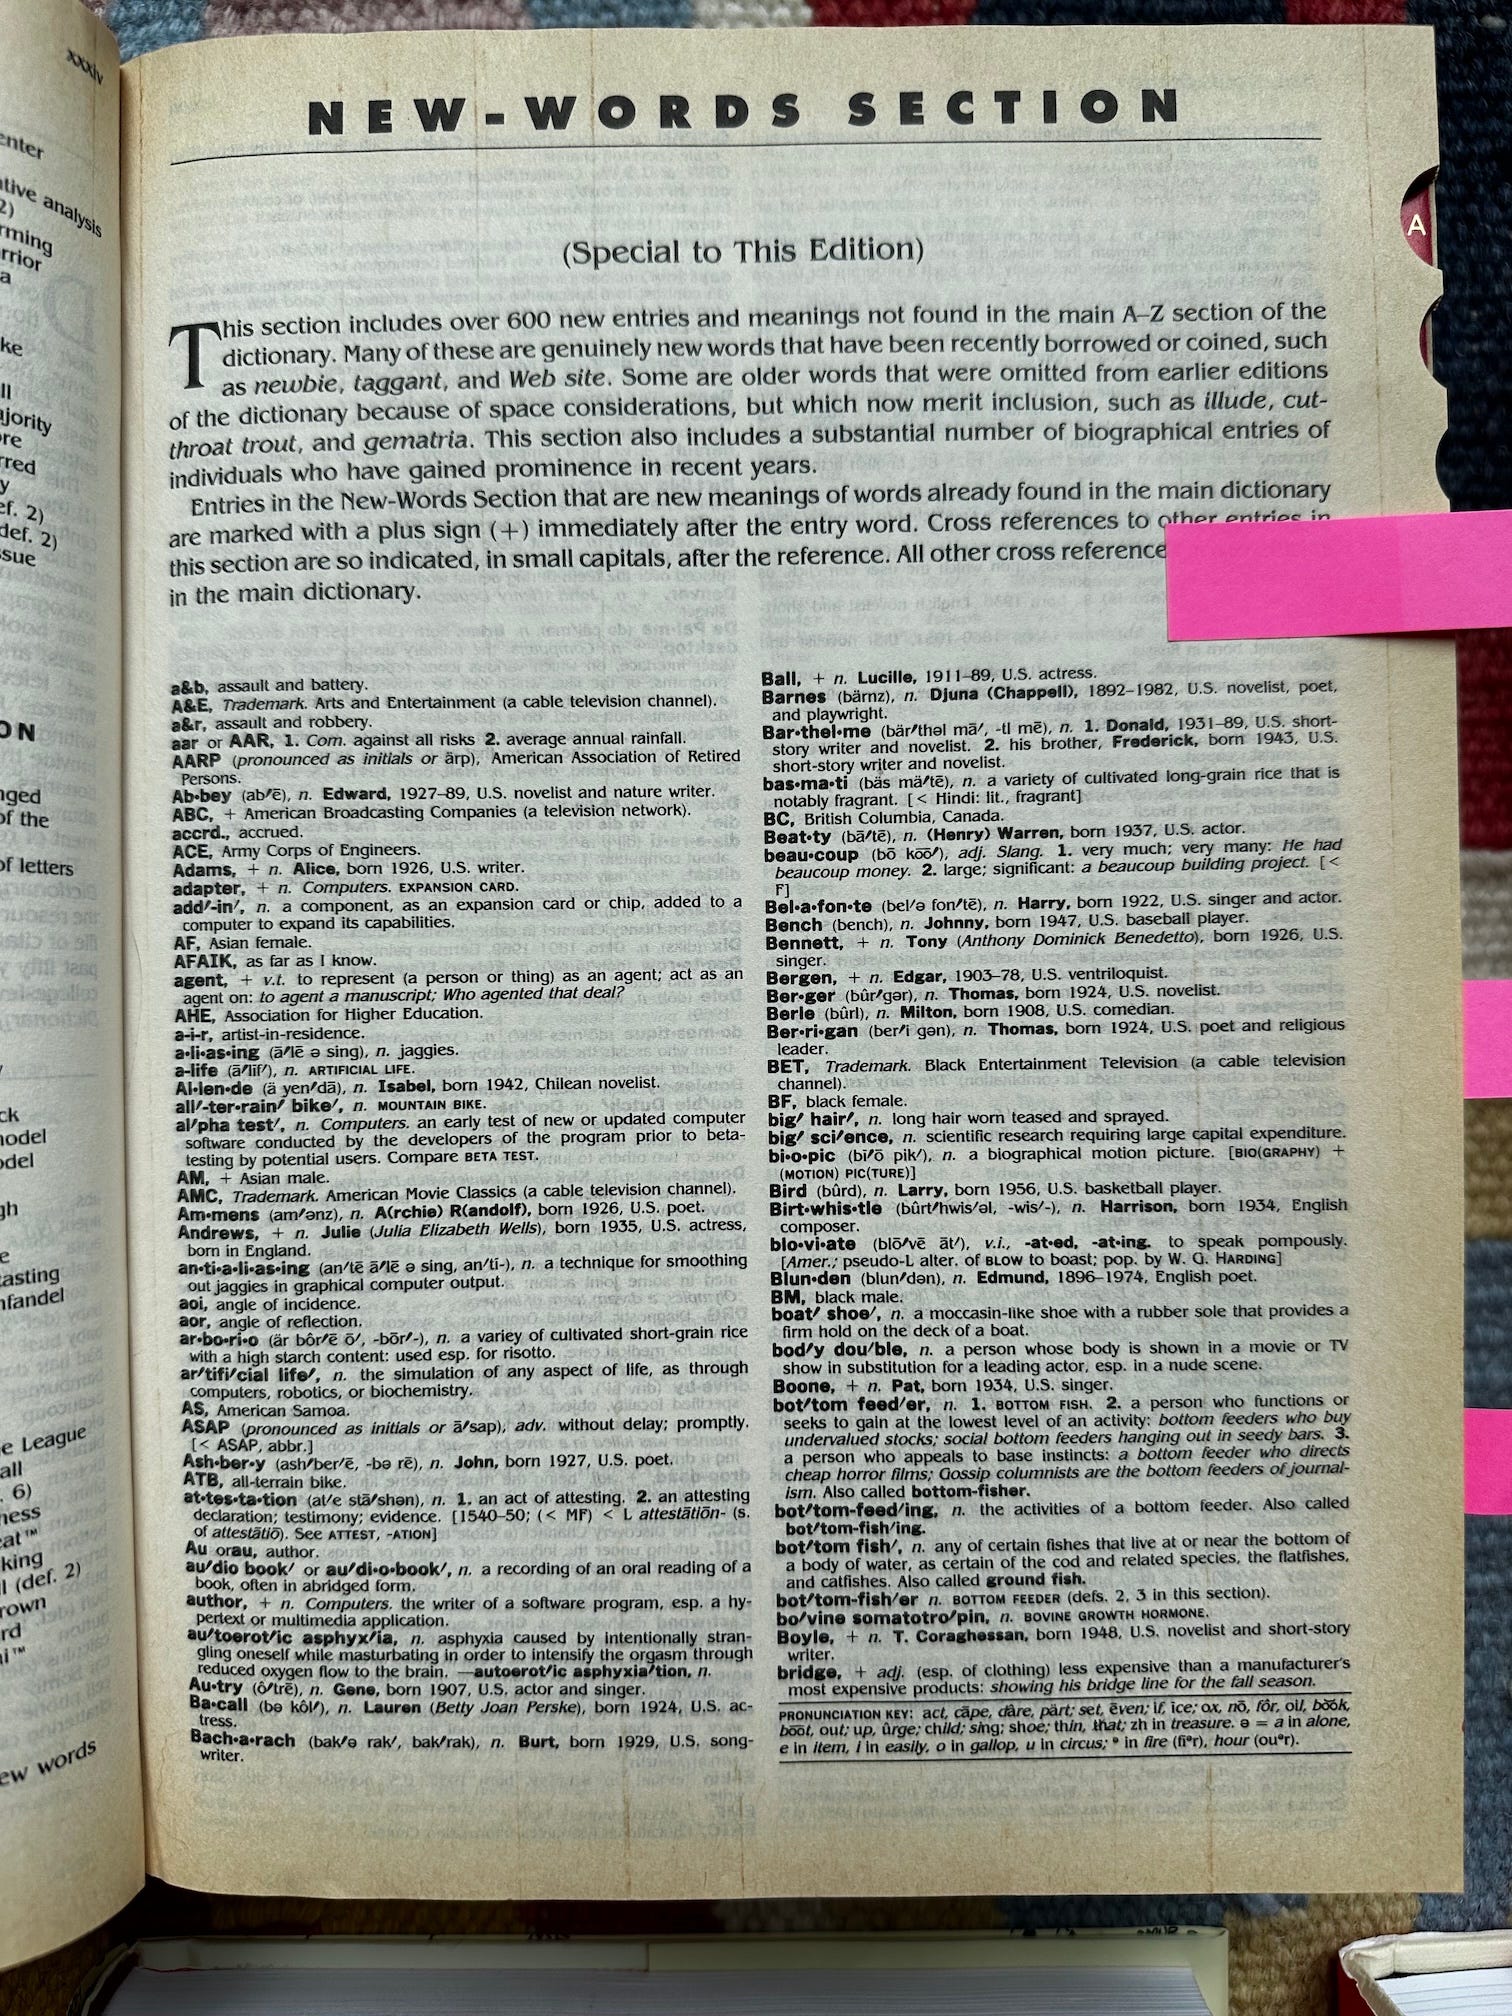 xxxiv
enter
ative analysis
2)
rming
rrior
a
ke
ll
ajority
re
rred
y
ef. 2)
def. 2)
ssue
ON
nged
of the
of letters
ck
nodel
odel
gh
e
casting
nfandel
e League
all
. 6)
ness
eat™
king
l (def. 2)
rown
rd
ni™
ew words
NEW-WORDS SECTION
A
(Special to This Edition)
This section includes over 600 new entries and meanings not found in the main A–Z section of the
dictionary. Many of these are genuinely new words that have been recently borrowed or coined, such
as newbie, taggant, and Web site. Some are older words that were omitted from earlier editions
of the dictionary because of space considerations, but which now merit inclusion, such as illude, cut-
throat trout, and gematria. This section also includes a substantial number of biographical entries of
individuals who have gained prominence in recent years.
Entries in the New-Words Section that are new meanings of words already found in the main dictionary
are marked with a plus sign (+) immediately after the entry word. Cross references to other entries in
this section are so indicated, in small capitals, after the reference. All other cross reference
in the main dictionary.
a&b, assault and battery.
A&E, Trademark. Arts and Entertainment (a cable television channel).
a&r, assault and robbery.
aar or AAR, 1. Com. against all risks 2. average annual rainfall.
AARP (pronounced as initials or ärp), American Association of Retired
Persons.
Ab•bey (ab′ē), n. Edward, 1927–89, U.S. novelist and nature writer.
ABC, + American Broadcasting Companies (a television network).
accrd., accrued.
ACE, Army Corps of Engineers.
Adams, + n. Alice, born 1926, U.S. writer.
adapter, + n. Computers. EXPANSION CARD.
add′-in′, n. a component, as an expansion card or chip, added to a
computer to expand its capabilities.
AF, Asian female.
AFAIK, as far as I know.
agent, + v.t. to represent (a person or thing) as an agent; act as an
agent on: to agent a manuscript; Who agented that deal?
AHE, Association for Higher Education.
a-i-r, artist-in-residence.
a•li•as•ing (ā′lē ə sing), n. jaggies.
a-life (ā′līf′), n. ARTIFICIAL LIFE.
Al•len•de (ä yen′dā), n. Isabel, born 1942, Chilean novelist.
all′-ter•rain′ bike′, n. MOUNTAIN BIKE.
al′pha test′, n. Computers. an early test of new or updated computer
software conducted by the developers of the program prior to beta-
testing by potential users. Compare BETA TEST.
AM, + Asian male.
AMC, Trademark. American Movie Classics (a cable television channel).
Am•mens (am′ənz), n. A(rchie) R(andolf), born 1926, U.S. poet.
Andrews, + n. Julie (Julia Elizabeth Wells), born 1935, U.S. actress,
born in England.
an•ti•a•li•as•ing (an′tē ā′lē ə sing, an′tī-), n. a technique for smoothing
out jaggies in graphical computer output.
aoi, angle of incidence.
aor, angle of reflection.
ar•bo•ri•o (är bôr′ē ō′, -bōr′-), n. a variey of cultivated short-grain rice
with a high starch content: used esp. for risotto.
ar′tifi′cial life′, n. the simulation of any aspect of life, as through
computers, robotics, or biochemistry.
AS, American Samoa.
ASAP (pronounced as initials or ā′sap), adv. without delay; promptly.
[< ASAP, abbr.]
Ash•ber•y (ash′ber′ē, -bə rē), n. John, born 1927, U.S. poet.
ATB, all-terrain bike.
at•tes•ta•tion (at′e stā′shən), n. 1. an act of attesting. 2. an attesting
declaration; testimony; evidence. [1540–50; (< MF) < L attestātiōn- (s.
of attestātiō). See ATTEST, -ATION]
Au orau, author.
au′dio book′ or au′di•o•book′, n. a recording of an oral reading of a
book, often in abridged form.
author, + n. Computers. the writer of a software program, esp. a hy-
pertext or multimedia application.
au′toerot′ic asphyx′ia, n. asphyxia caused by intentionally stran-
gling oneself while masturbating in order to intensify the orgasm through
reduced oxygen flow to the brain. —autoerot′ic asphyxia′tion, n.
Au•try (ô′trē), n. Gene, born 1907, U.S. actor and singer.
Ba•call (bə kôl′), n. Lauren (Betty Joan Perske), born 1924, U.S. ac-
tress.
Bach•a•rach (bak′ə rak′, bak′rak), n. Burt, born 1929, U.S. song-
writer.
Ball, + n. Lucille, 1911–89, U.S. actress.
Barnes (bärnz), n. Djuna (Chappell), 1892–1982, U.S. novelist, poet,
and playwright.
Bar•thel•me (bär′thəl mā′, -tl mē), n. 1. Donald, 1931–89, U.S. short-
story writer and novelist. 2. his brother, Frederick, born 1943, U.S.
short-story writer and novelist.
bas•ma•ti (bäs mä′tē), n. a variety of cultivated long-grain rice that is
notably fragrant. [< Hindi: lit., fragrant]
BC, British Columbia, Canada.
Beat•ty (bā′tē), n. (Henry) Warren, born 1937, U.S. actor.
beau•coup (bō ko͞o′), adj. Slang. 1. very much; very many: He had
beaucoup money. 2. large; significant: a beaucoup building project. [<
F]
Bel•a•fon•te (bel′ə fon′tē), n. Harry, born 1922, U.S. singer and actor.
Bench (bench), n. Johnny, born 1947, U.S. baseball player.
Bennett, + n. Tony (Anthony Dominick Benedetto), born 1926, U.S.
singer.
Bergen, + n. Edgar, 1903–78, U.S. ventriloquist.
Ber•ger (bûr′gər), n. Thomas, born 1924, U.S. novelist.
Berle (bûrl), n. Milton, born 1908, U.S. comedian.
Ber•ri•gan (ber′i gən), n. Thomas, born 1924, U.S. poet and religious
leader.
BET, Trademark. Black Entertainment Television (a cable television
channel).
BF, black female.
big′ hair′, n. long hair worn teased and sprayed.
big′ sci′ence, n. scientific research requiring large capital expenditure.
bi•o•pic (bī′ō pik′), n. a biographical motion picture. [BIO(GRAPHY) +
(MOTION) PIC(TURE)]
Bird (bûrd), n. Larry, born 1956, U.S. basketball player.
Birt•whis•tle (bûrt′hwis′əl, -wis′-), n. Harrison, born 1934, English
composer.
blo•vi•ate (blō′vē āt′), v.i., -at•ed, -at•ing. to speak pompously.
[Amer.; pseudo-L alter. of BLOW to boast; pop. by W. G. HARDING]
Blun•den (blun′dən), n. Edmund, 1896–1974, English poet.
BM, black male.
boat′ shoe′, n. a moccasin-like shoe with a rubber sole that provides a
firm hold on the deck of a boat.
bod′y dou′ble, n. a person whose body is shown in a movie or TV
show in substitution for a leading actor, esp. in a nude scene.
Boone, + n. Pat, born 1934, U.S. singer.
bot′tom feed′er, n. 1. BOTTOM FISH. 2. a person who functions or
seeks to gain at the lowest level of an activity: bottom feeders who buy
undervalued stocks; social bottom feeders hanging out in seedy bars. 3.
a person who appeals to base instincts: a bottom feeder who directs
cheap horror films; Gossip columnists are the bottom feeders of journal-
ism. Also called bottom-fisher.
bot′tom-feed′ing, n. the activities of a bottom feeder. Also called
bot′tom-fish′ing.
bot′tom fish′, n. any of certain fishes that live at or near the bottom of
a body of water, as certain of the cod and related species, the flatfishes,
and catfishes. Also called ground fish.
bot′tom-fish′er n. BOTTOM FEEDER (defs. 2, 3 in this section).
bo′vine somatotro′pin, n. BOVINE GROWTH HORMONE.
Boyle, + n. T. Coraghessan, born 1948, U.S. novelist and short-story
writer.
bridge, + adj. (esp. of clothing) less expensive than a manufacturer's
most expensive products: showing his bridge line for the fall season.
PRONUNCIATION KEY: act, cāpe, dâre, pärt; set, ēven; if, īce; ox, nō, fôr, oil, bo͝ok,
bo͞ot, out; up, ûrge; child; sing; shoe; thin, that; zh in treasure. ə = a in alone,
e in item, i in easily, o in gallop, u in circus; ᵊ in fire (fīᵊr), hour (ouᵊr).